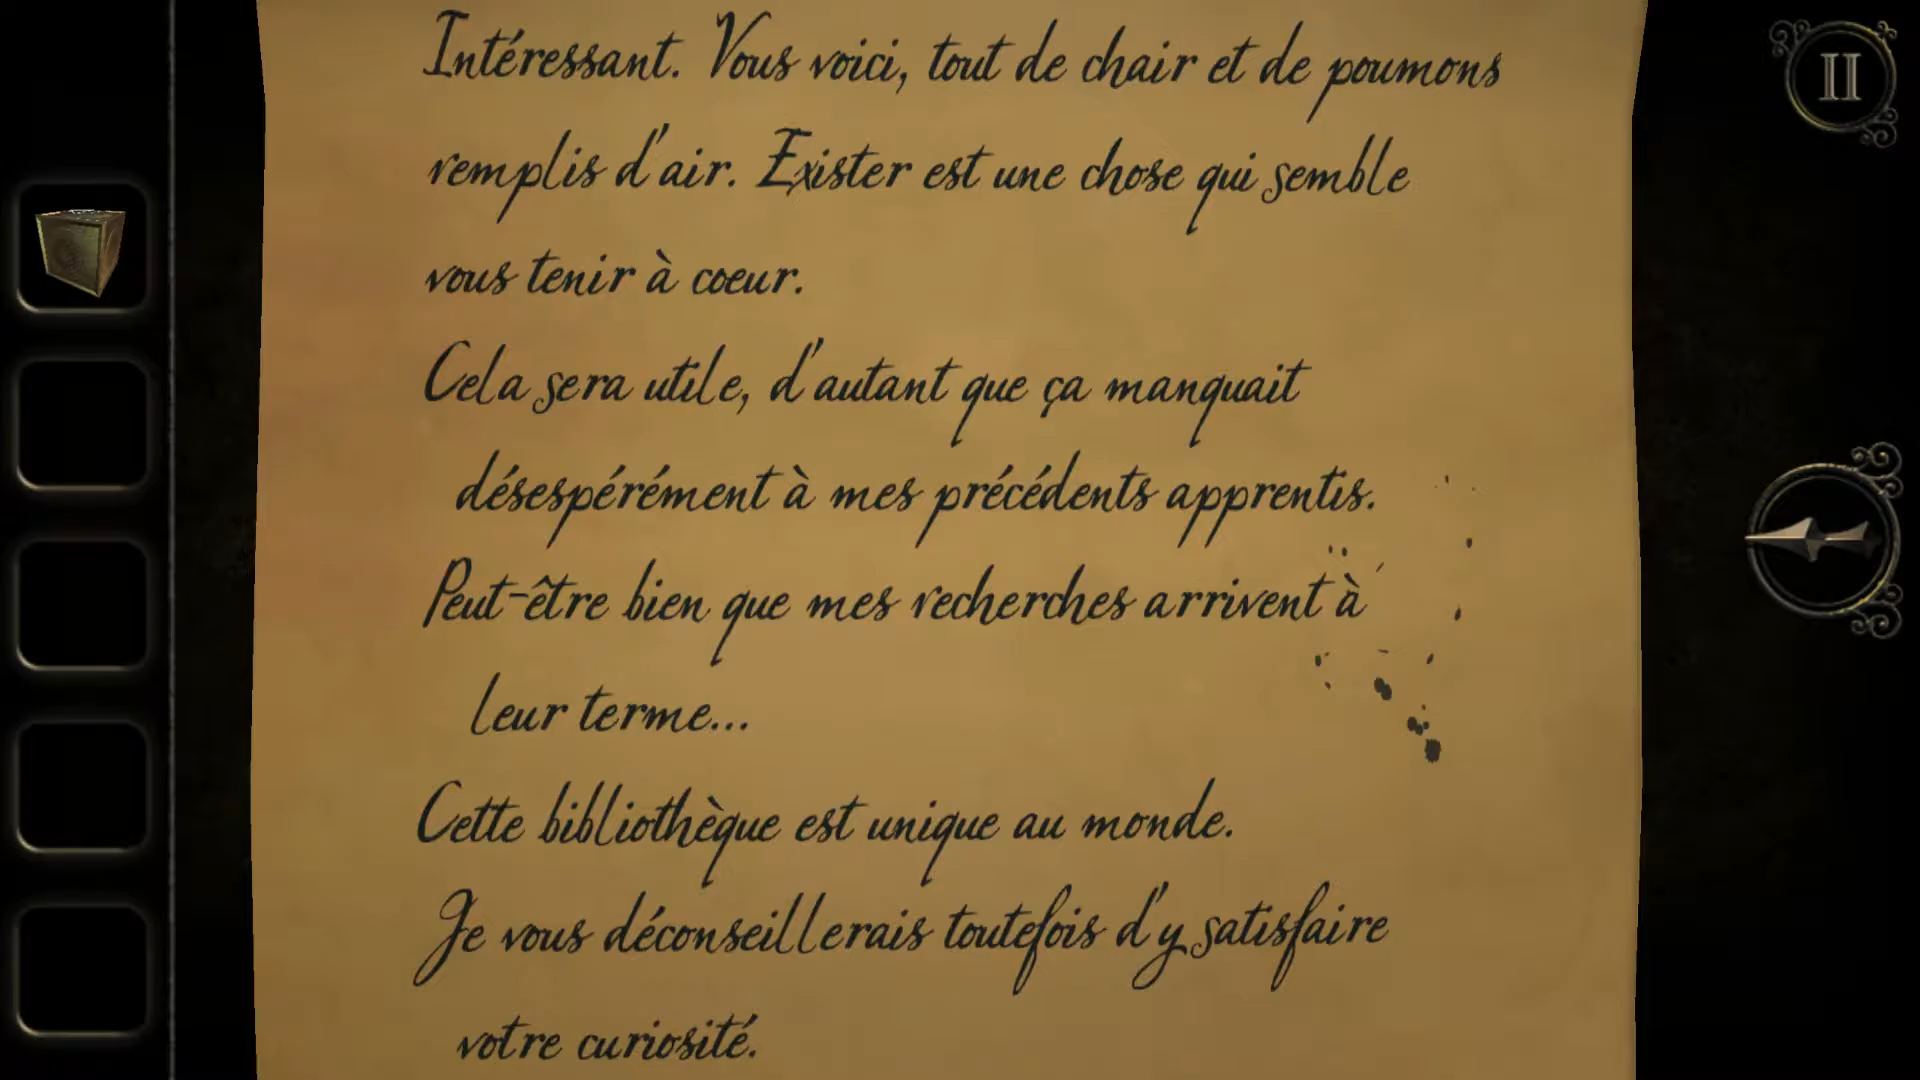 Intéressant. Vous voici, tout de chair et de poumons
remplis d'air. Exister est une chose qui semble
vous tenir à coeur.
Cela sera utile, d'autant que ça manquait
désespérément à mes précédents apprentis.
Peut-être bien que mes recherches arrivent à
leur terme...
Cette bibliothèque est unique au monde.
Je vous déconseillerais toutefois d'y satisfaire
votre curiosité.